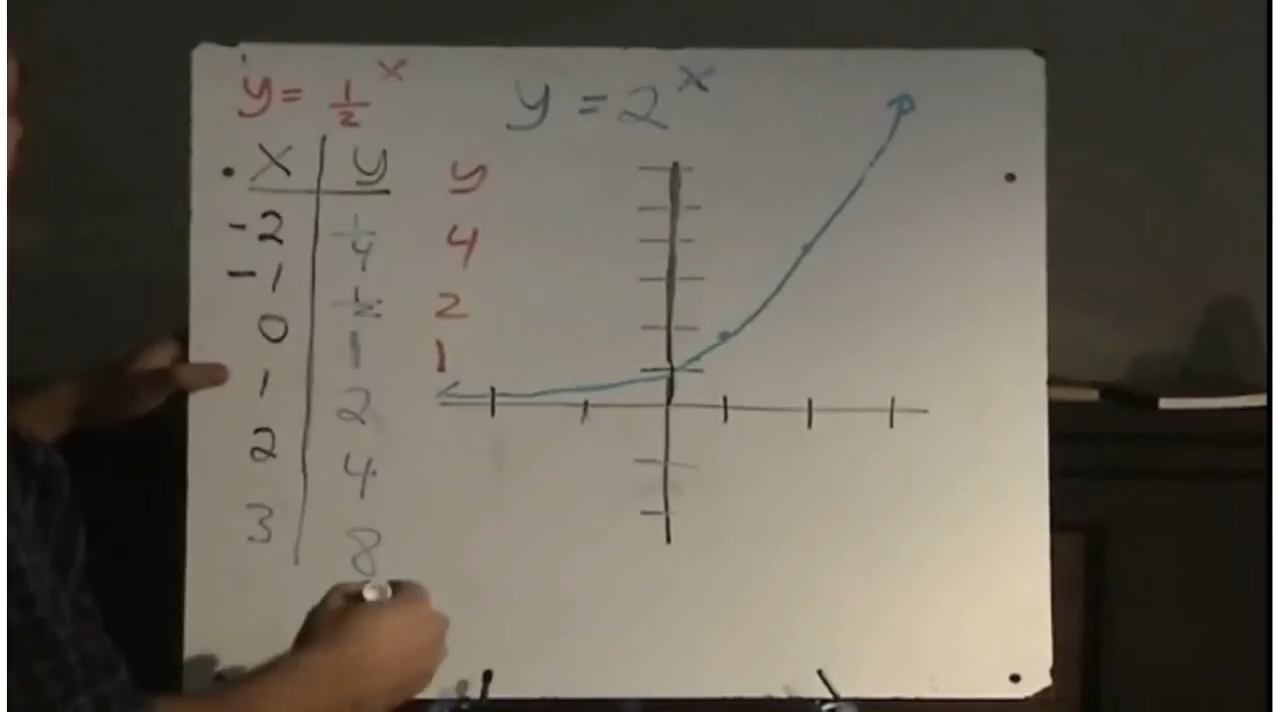 y = 1/2^x
y = 2^x
x y y
-2 1/4 4
-1 1/2 2
0 1 1
1 2
2 4
3 8